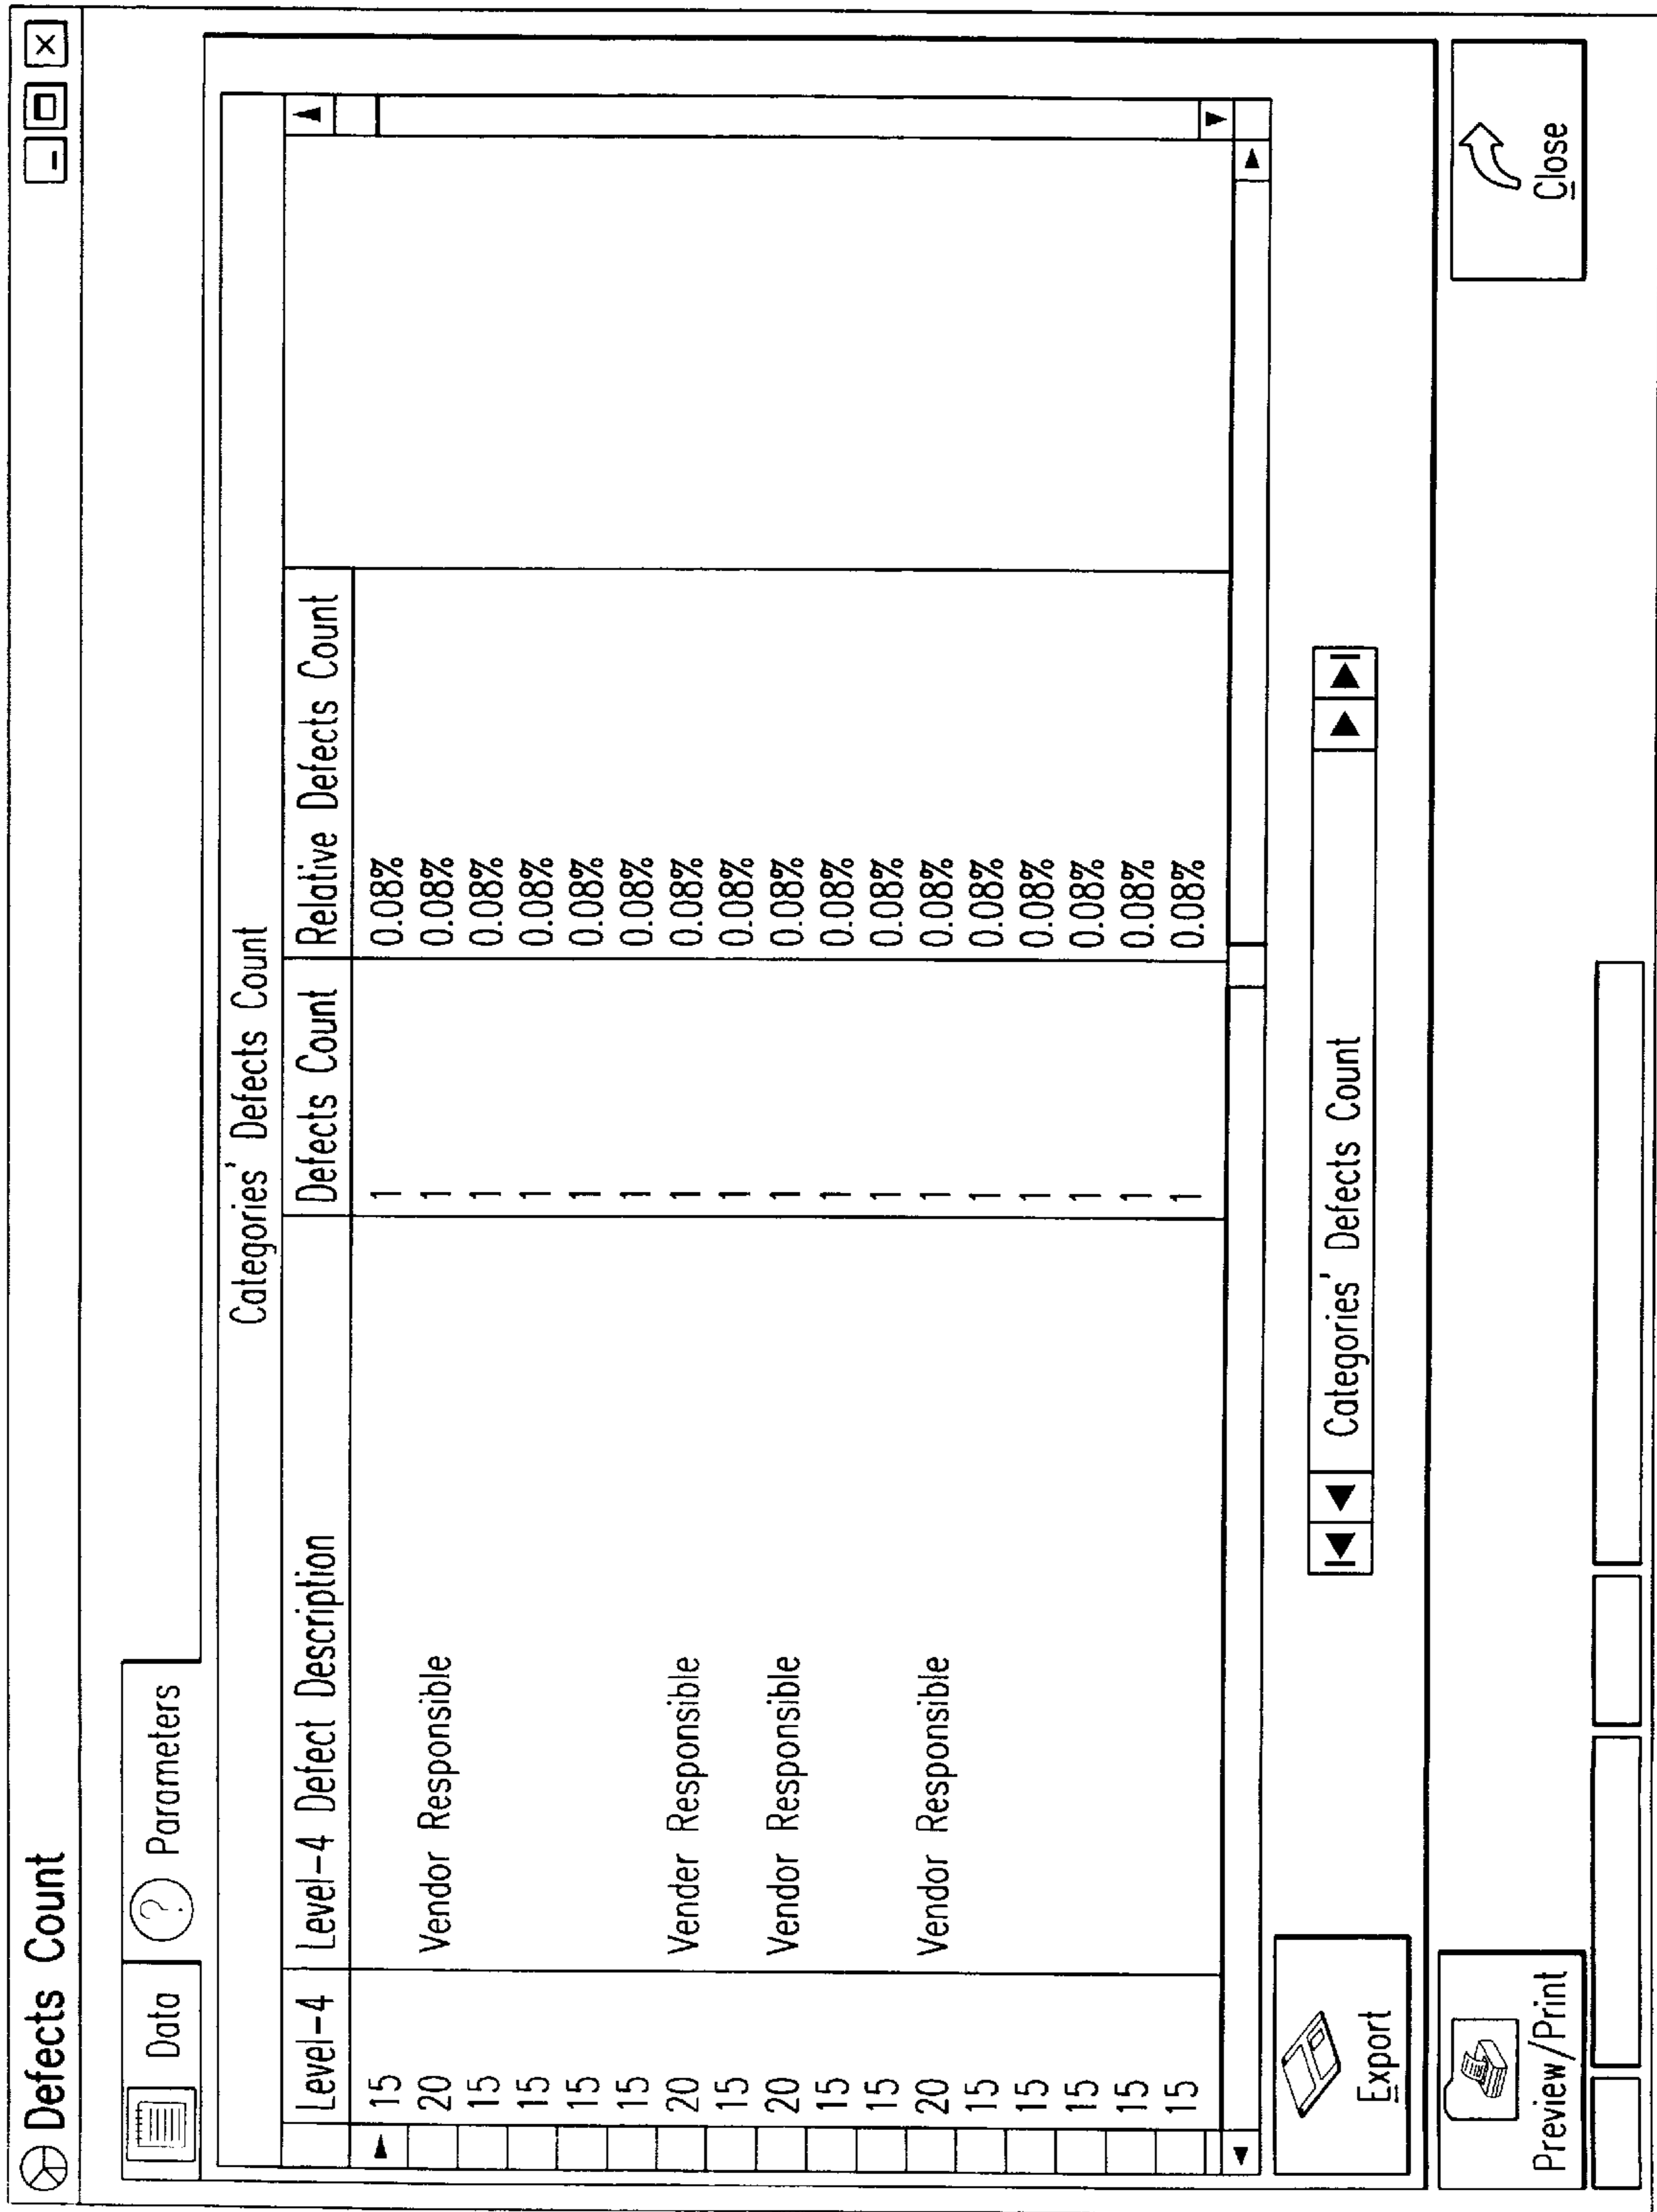 Defects Count
Data Parameters
Categories' Defects Count
Level-4 Level-4 Defect Description Defects Count Relative Defects Count
15 1 0.08%
20 Vendor Responsible 1 0.08%
15 1 0.08%
15 1 0.08%
15 1 0.08%
15 1 0.08%
20 Vender Responsible 1 0.08%
15 1 0.08%
20 Vendor Responsible 1 0.08%
15 1 0.08%
15 1 0.08%
20 Vendor Responsible 1 0.08%
15 1 0.08%
15 1 0.08%
15 1 0.08%
15 1 0.08%
15 1 0.08%
Export
Categories' Defects Count
Preview/Print
Close